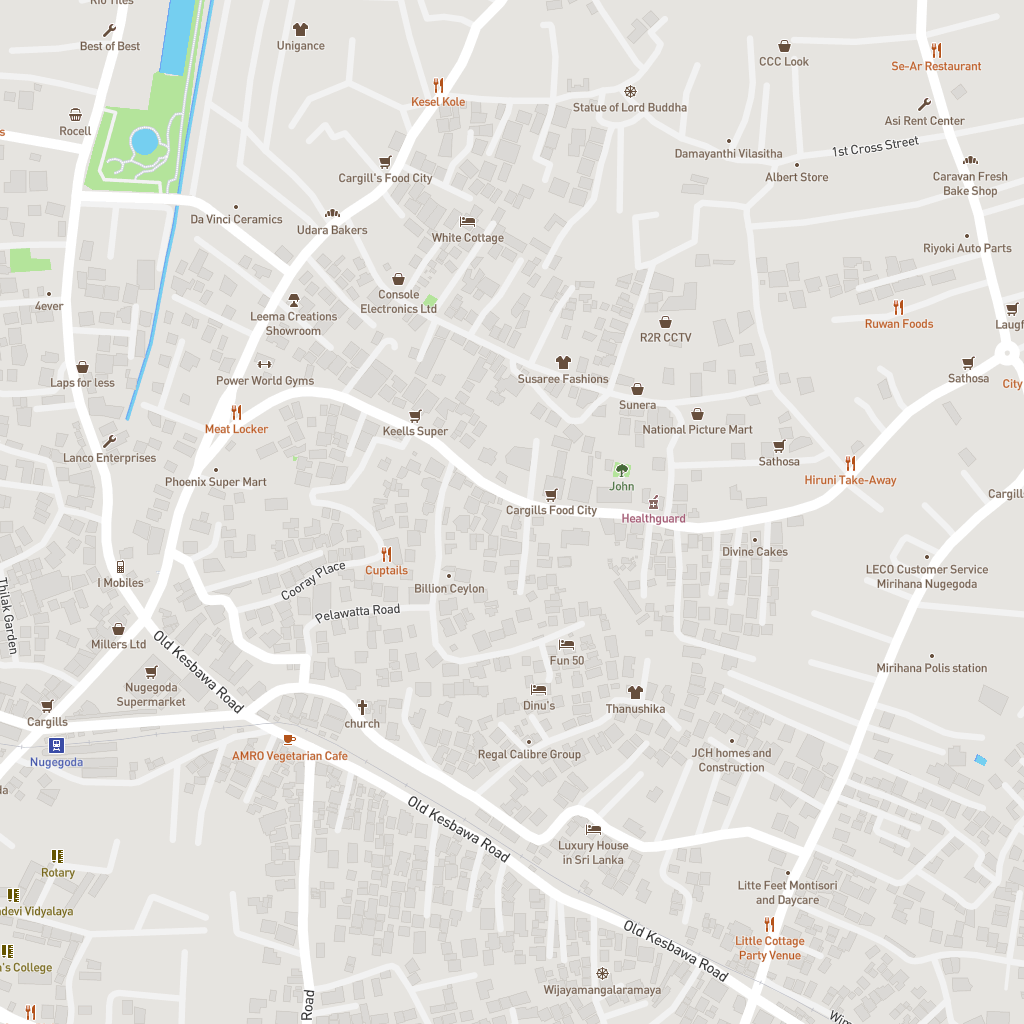 Rio Tiles
Best of Best
Unigance
CCC Look
Se-Ar Restaurant
Kesel Kole
Statue of Lord Buddha
Asi Rent Center
Rocell
1st Cross Street
Damayanthi Vilasitha
Albert Store
Cargill's Food City
Caravan Fresh
Bake Shop
Da Vinci Ceramics
Udara Bakers
White Cottage
Riyoki Auto Parts
4ever
Console
Electronics Ltd
Leema Creations
Showroom
R2R CCTV
Ruwan Foods
Laps for less
Power World Gyms
Susaree Fashions
Sunera
Sathosa
City
Meat Locker
Keells Super
National Picture Mart
Lanco Enterprises
Phoenix Super Mart
Sathosa
Hiruni Take-Away
John
Cargills Food City
Healthguard
Divine Cakes
I Mobiles
Cooray Place
Cuptails
Billion Ceylon
LECO Customer Service
Mirihana Nugegoda
Thilak Garden
Pelawatta Road
Millers Ltd
Old Kesbawa Road
Fun 50
Mirihana Polis station
Nugegoda
Supermarket
Dinu's
Thanushika
Cargills
church
Nugegoda
AMRO Vegetarian Cafe
Regal Calibre Group
JCH homes and
Construction
Old Kesbawa Road
Luxury House
in Sri Lanka
Rotary
Litte Feet Montisori
and Daycare
Old Kesbawa Road
Little Cottage
Party Venue
Wijayamangalaramaya
Road